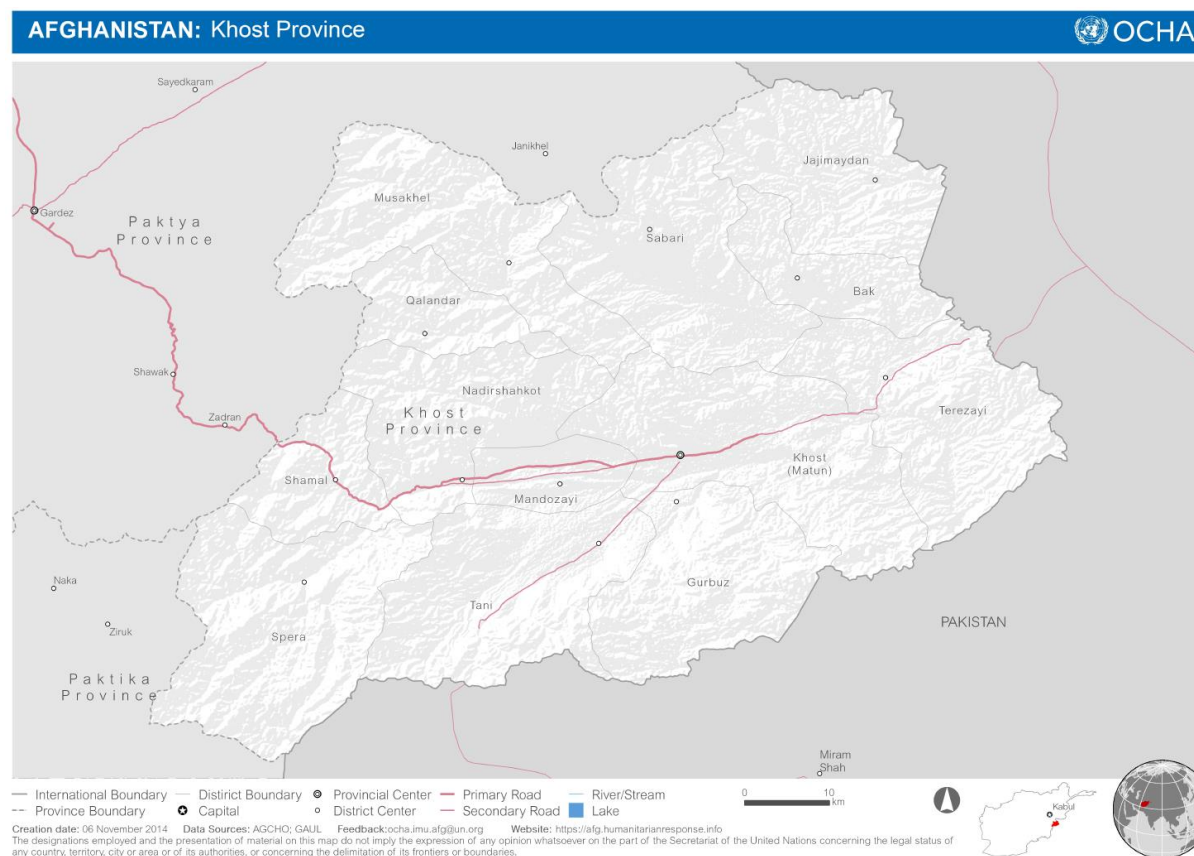 AFGHANISTAN: Khost Province
OCHA
Sayedkaram
Janikhel
Jajimaydan
Musakhel
Gardez
Paktya
Province
Sabari
Bak
Qalandar
Shawak
Nadirshahkot
Zadran
Khost
Province
Terezayi
Khost
(Matun)
Shamal
Mandozayi
Naka
Gurbuz
Tani
Ziruk
Spera
PAKISTAN
Paktika
Province
Miram
Shah
International Boundary
District Boundary
Provincial Center
Primary Road
River/Stream
Province Boundary
Capital
District Center
Secondary Road
Lake
0 10
km
Kabul
Creation date: 06 November 2014 Data Sources: AGCHO; GAUL Feedback:ocha.imu.afg@un.org Website: https://afg.humanitarianresponse.info
The designations employed and the presentation of material on this map do not imply the expression of any opinion whatsoever on the part of the Secretariat of the United Nations concerning the legal status of
any country, territory, city or area or of its authorities, or concerning the delimitation of its frontiers or boundaries.